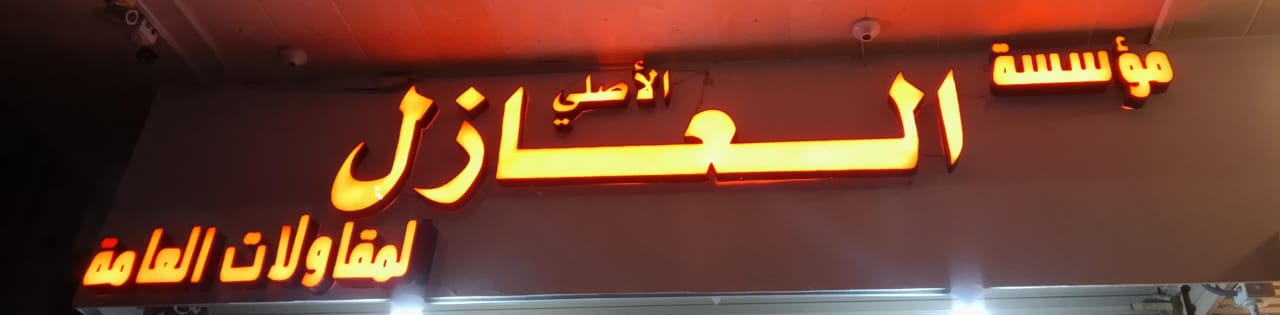 مؤسسة
العازل
الأصلي
لمقاولات العامة